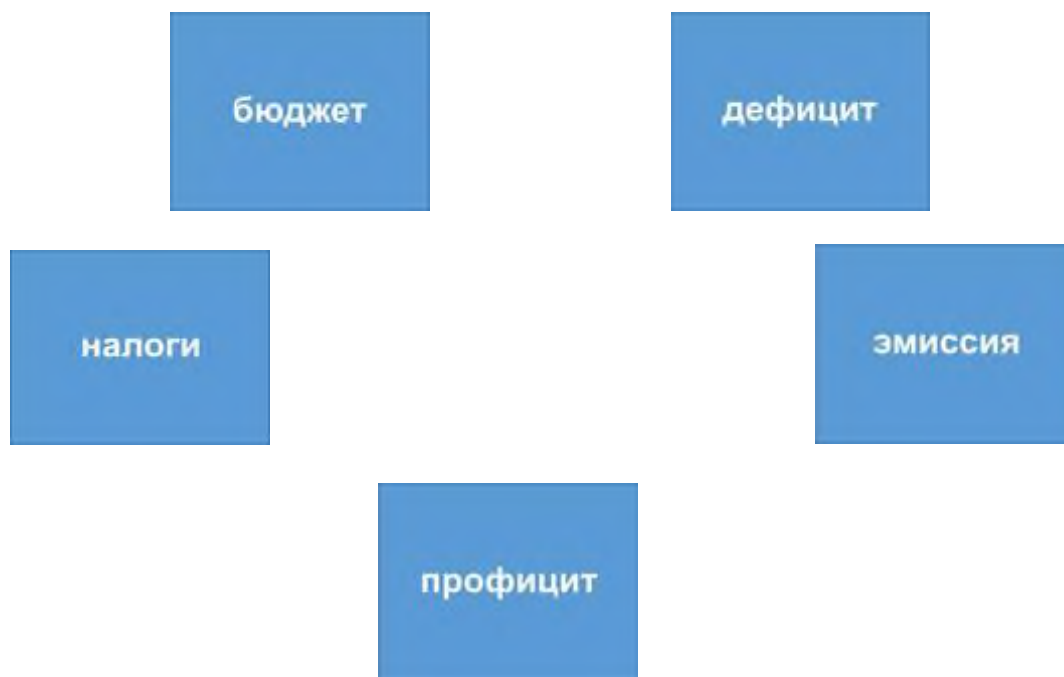 бюджет
дефицит
налоги
эмиссия
профицит